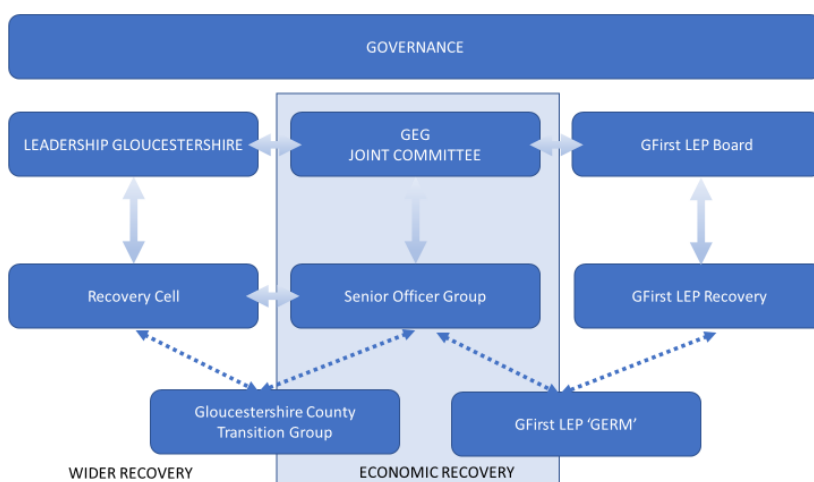 GOVERNANCE
LEADERSHIP GLOUCESTERSHIRE
GEG
JOINT COMMITTEE
GFirst LEP Board
Recovery Cell
Senior Officer Group
GFirst LEP Recovery
Gloucestershire County
Transition Group
GFirst LEP ‘GERM’
WIDER RECOVERY
ECONOMIC RECOVERY